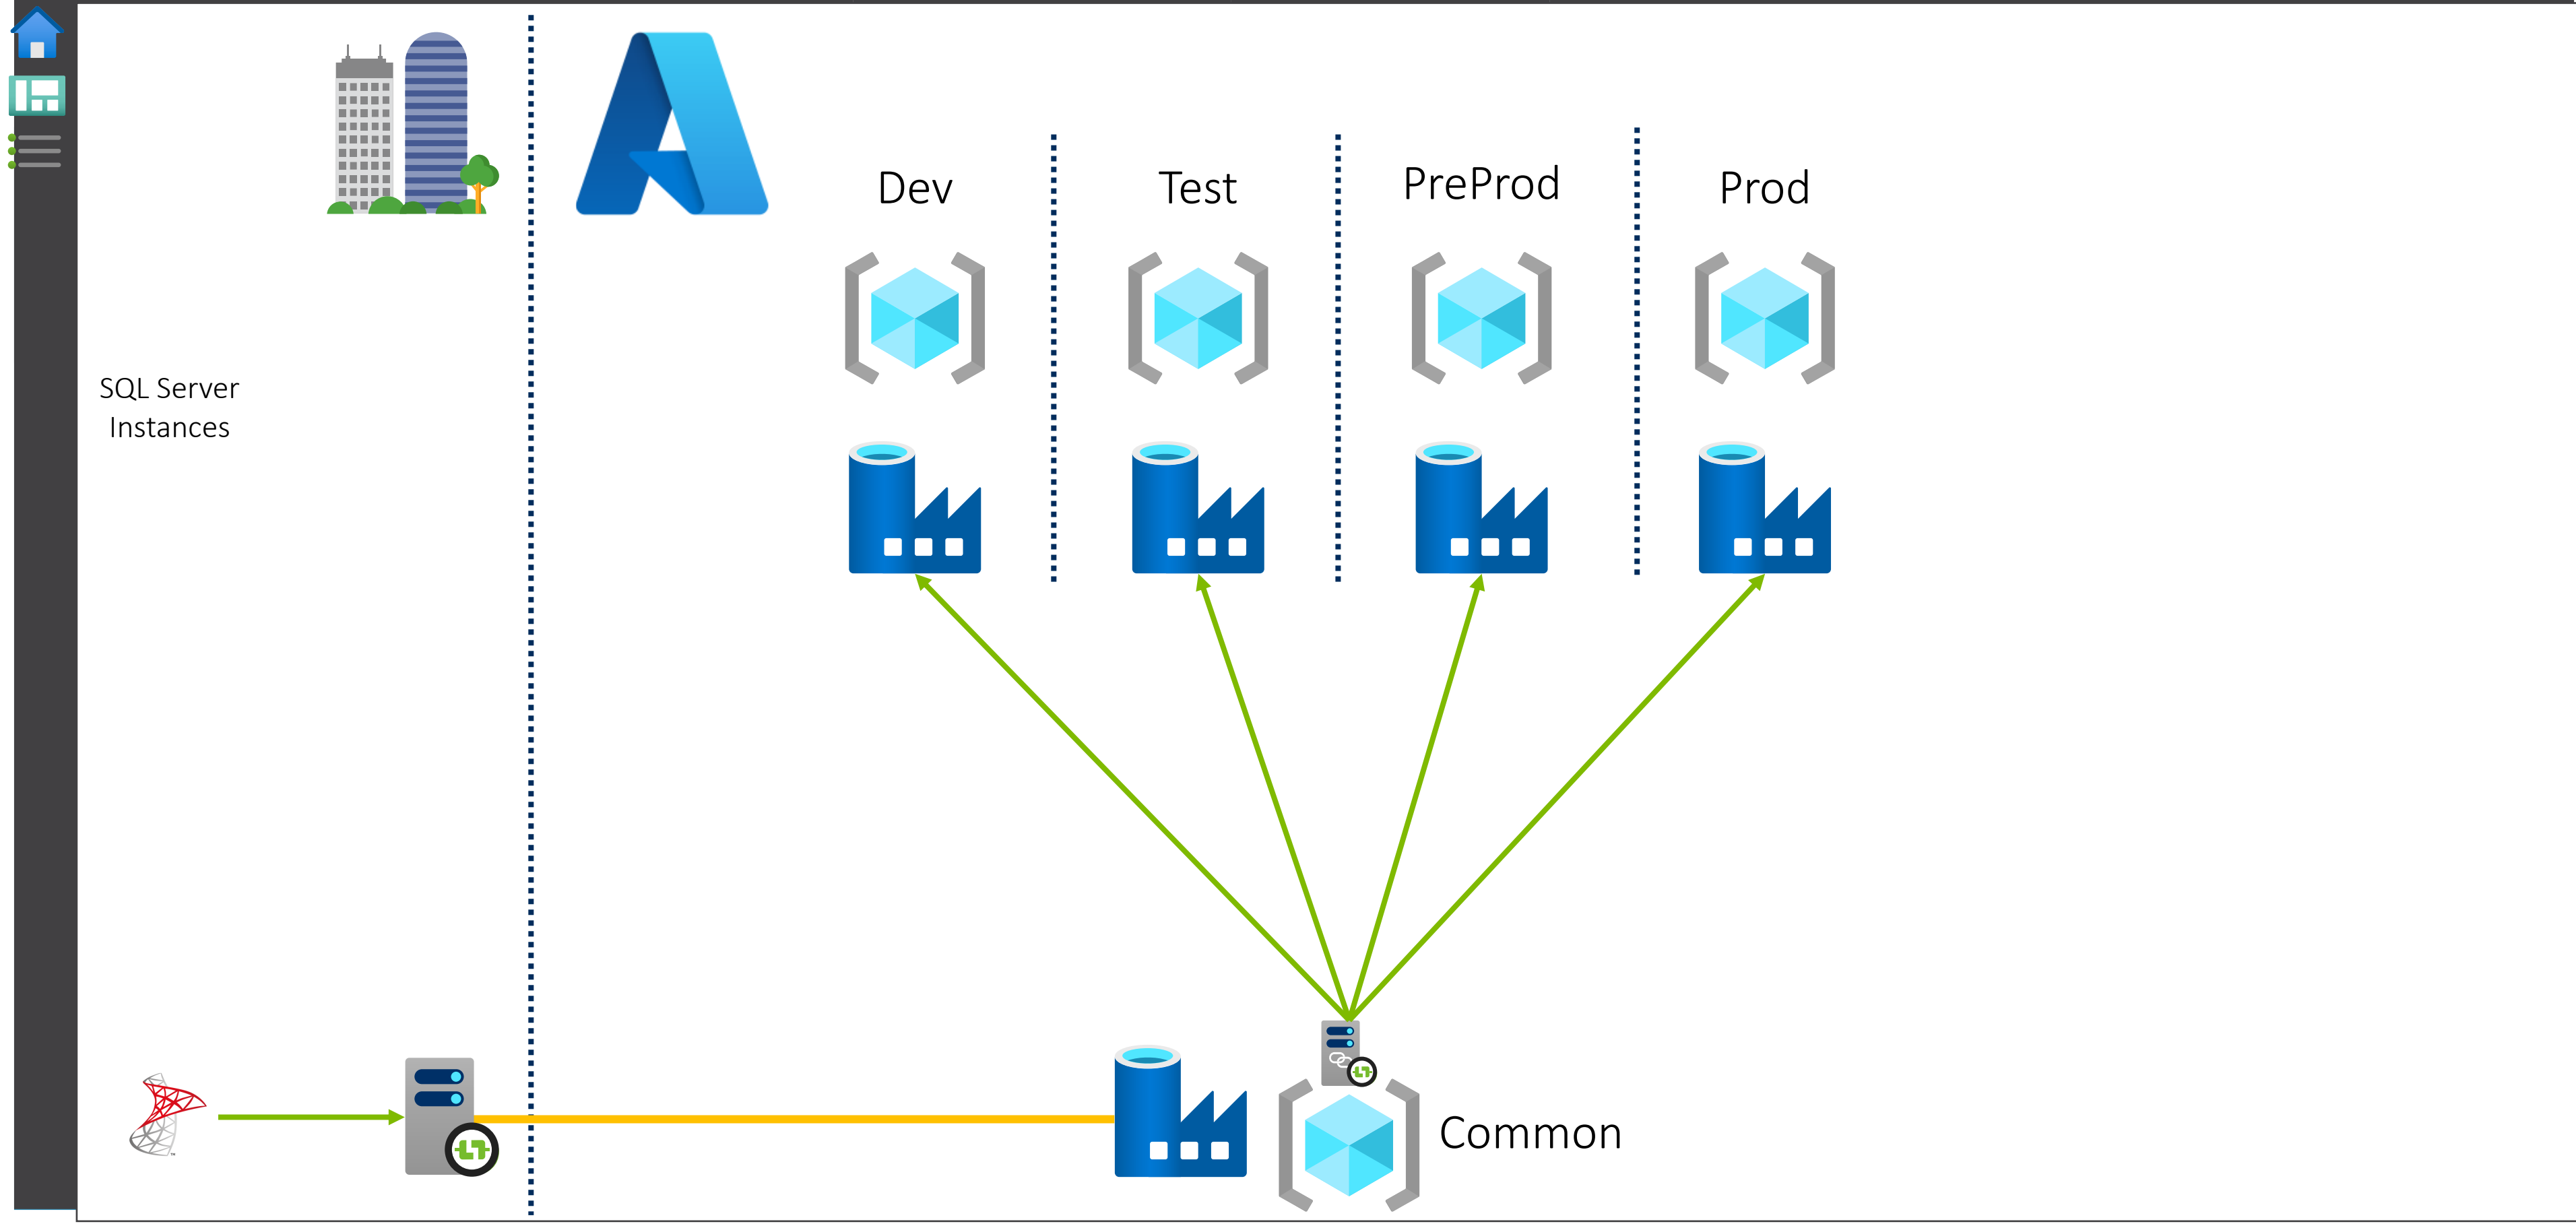 Dev
Test
PreProd
Prod
SQL Server
Instances
Common